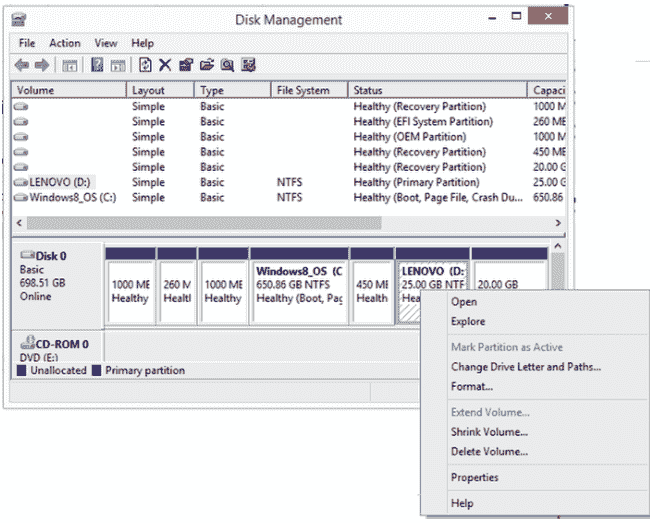 Disk Management
File Action View Help
Volume Layout Type File System Status Capaci
Simple Basic Healthy (Recovery Partition) 1000 M
Simple Basic Healthy (EFI System Partition) 260 M
Simple Basic Healthy (OEM Partition) 1000 M
Simple Basic Healthy (Recovery Partition) 450 M
Simple Basic Healthy (Recovery Partition) 20.00 G
LENOVO (D:) Simple Basic NTFS Healthy (Primary Partition) 25.00 G
Windows8_OS (C:) Simple Basic NTFS Healthy (Boot, Page File, Crash Du... 650.86
Disk 0
Basic
698.51 GB
Online
1000 ME
Healthy
260 M
Healtl
1000 ME
Healthy
Windows8_OS (C
650.86 GB NTFS
Healthy (Boot, Pag
450 ME
Health
LENOVO (D:
25.00 GB NTF
Hea
20.00 GB
CD-ROM 0
DVD (E:)
Unallocated Primary partition
Open
Explore
Mark Partition as Active
Change Drive Letter and Paths...
Format...
Extend Volume...
Shrink Volume...
Delete Volume...
Properties
Help